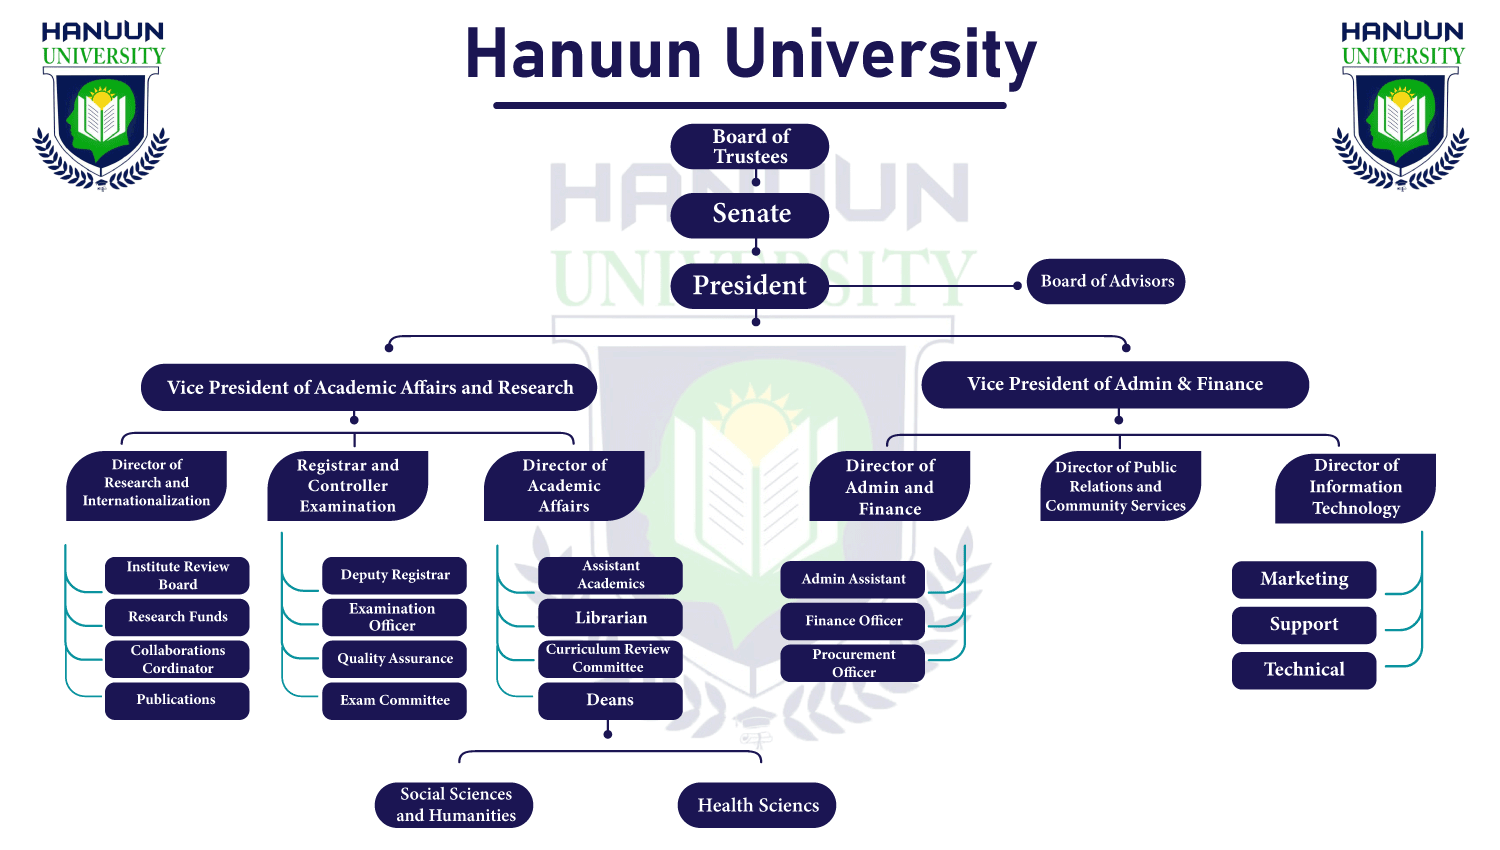 HANUUN
UNIVERSITY
Hanuun University
HANUUN
UNIVERSITY
Board of
Trustees
HANUUN
UNIVERSITY
Senate
President
Board of Advisors
Vice President of Academic Affairs and Research
Vice President of Admin & Finance
Director of
Research and
Internationalization
Registrar and
Controller
Examination
Director of
Academic
Affairs
Director of
Admin and
Finance
Director of Public
Relations and
Community Services
Director of
Information
Technology
Institute Review
Board
Research Funds
Collaborations
Cordinator
Publications
Deputy Registrar
Examination
Officer
Quality Assurance
Exam Committee
Assistant
Academics
Librarian
Curriculum Review
Committee
Deans
Admin Assistant
Finance Officer
Procurement
Officer
Marketing
Support
Technical
Social Sciences
and Humanities
Health Sciencs